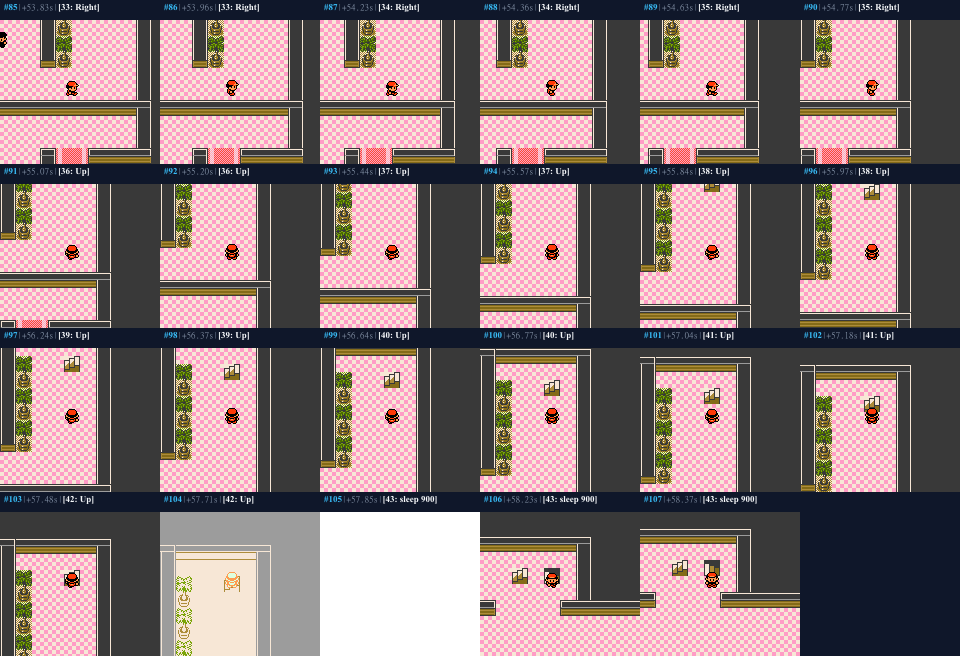 #85|+53.83s| [33: Right]
#86|+53.96s| [33: Right]
#87|+54.23s| [34: Right]
#88|+54.36s| [34: Right]
#89|+54.63s| [35: Right]
#90|+54.77s| [35: Right]
#91|+55.07s| [36: Up]
#92|+55.20s| [36: Up]
#93|+55.44s| [37: Up]
#94|+55.57s| [37: Up]
#95|+55.84s| [38: Up]
#96|+55.97s| [38: Up]
#97|+56.24s| [39: Up]
#98|+56.37s| [39: Up]
#99|+56.64s| [40: Up]
#100|+56.77s| [40: Up]
#101|+57.04s| [41: Up]
#102|+57.18s| [41: Up]
#103|+57.48s| [42: Up]
#104|+57.71s| [42: Up]
#105|+57.85s| [43: sleep 900]
#106|+58.23s| [43: sleep 900]
#107|+58.37s| [43: sleep 900]